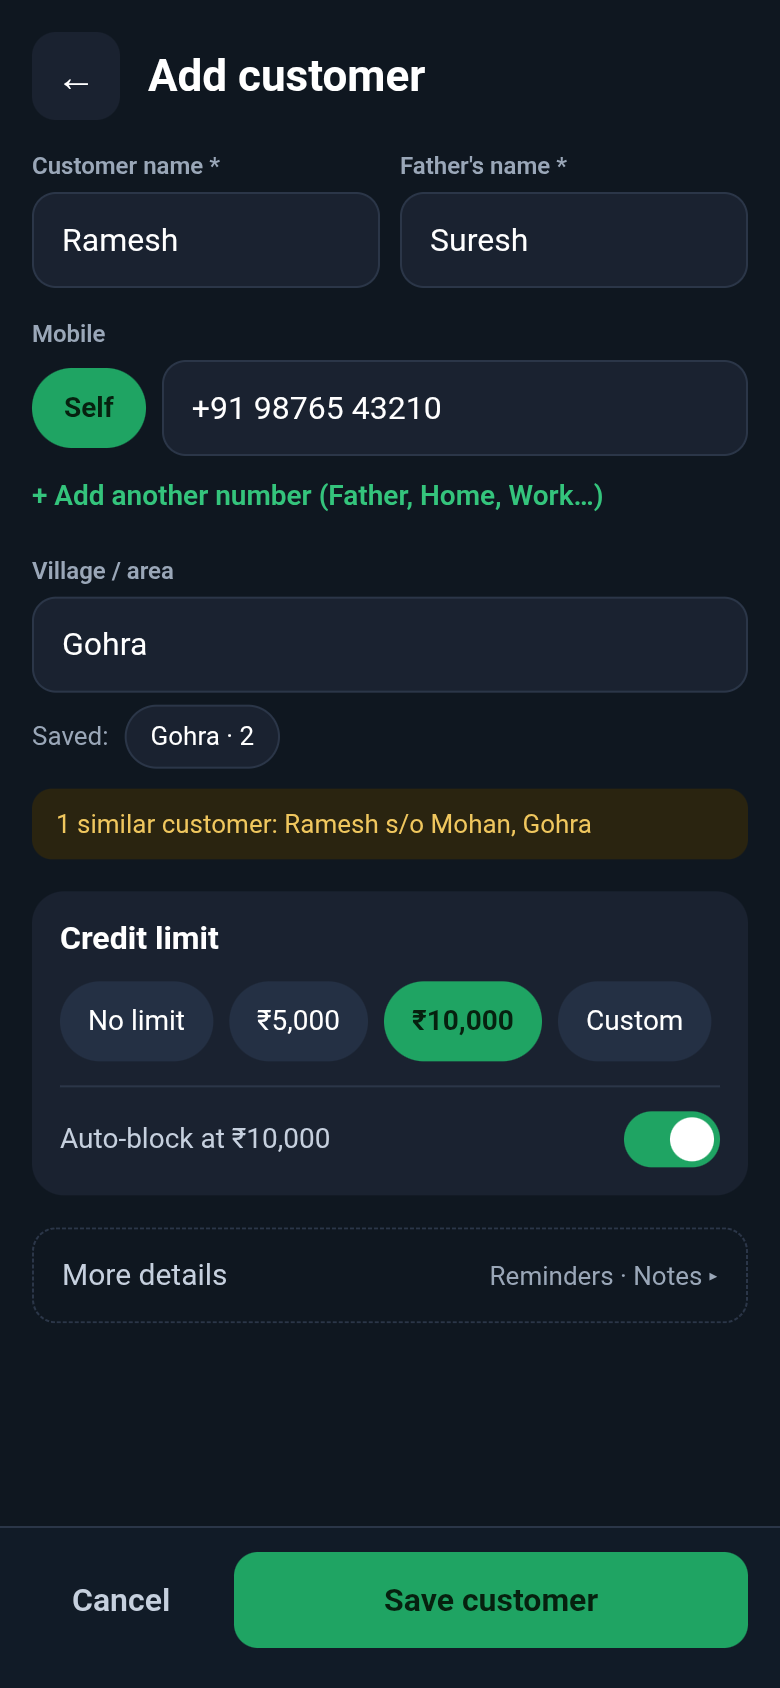 ← Add customer
Customer name * Father's name *
Ramesh Suresh
Mobile
Self +91 98765 43210
+ Add another number (Father, Home, Work…)
Village / area
Gohra
Saved: Gohra · 2
1 similar customer: Ramesh s/o Mohan, Gohra
Credit limit
No limit ₹5,000 ₹10,000 Custom
Auto-block at ₹10,000
More details Reminders · Notes ▸
Cancel Save customer